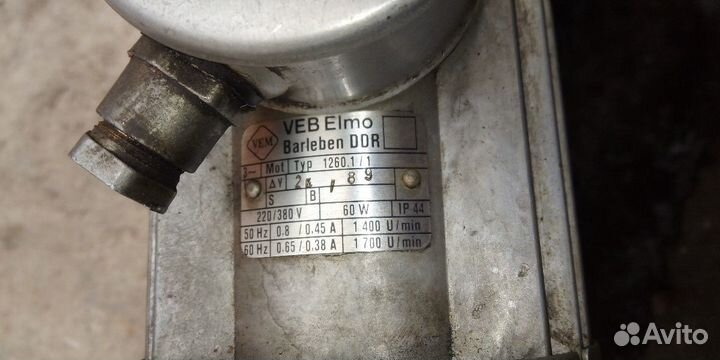 VEM
VEB Elmo
Barleben DDR
3~ Mot Typ 1260.1/1
ΔY , 89
S B
220/380 V 60 W IP 44
50 Hz 0.8 / 0.45 A 1 400 U/min
60 Hz 0.65 / 0.38 A 1 700 U/min
Avito